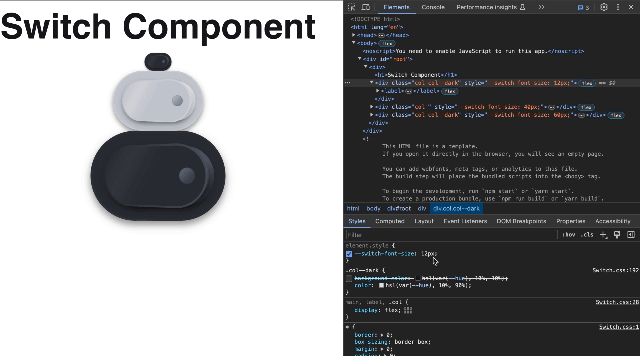 Switch Component
Elements Console Performance insights
5
<!DOCTYPE html>
<html lang="en">
<head> </head>
<body> flex
<noscript>You need to enable JavaScript to run this app.</noscript>
<div id="root">
<div>
<h1>Switch Component</h1>
<div class="col col--dark" style="--switch-font-size: 12px;"> flex == $0
<label> </label> flex
</div>
<div class="col " style="--switch-font-size: 40px;"> </div> flex
<div class="col col--dark" style="--switch-font-size: 60px;"> </div> flex
</div>
</div>
<!--
This HTML file is a template.
If you open it directly in the browser, you will see an empty page.
You can add webfonts, meta tags, or analytics to this file.
The build step will place the bundled scripts into the <body> tag.
To begin the development, run `npm start` or `yarn start`.
To create a production bundle, use `npm run build` or `yarn build`.
html body div#root div div.col.col--dark
Styles Computed Layout Event Listeners DOM Breakpoints Properties Accessibility
Filter :hov .cls
element.style {
--switch-font-size: 12px;
}
.col--dark { Switch.css:192
background-color: hsl(var(--hue), 10%, 10%);
color: hsl(var(--hue), 10%, 90%);
}
main, label, .col { Switch.css:28
display: flex;
}
* { Switch.css:1
border: 0;
box-sizing: border-box;
margin: 0;